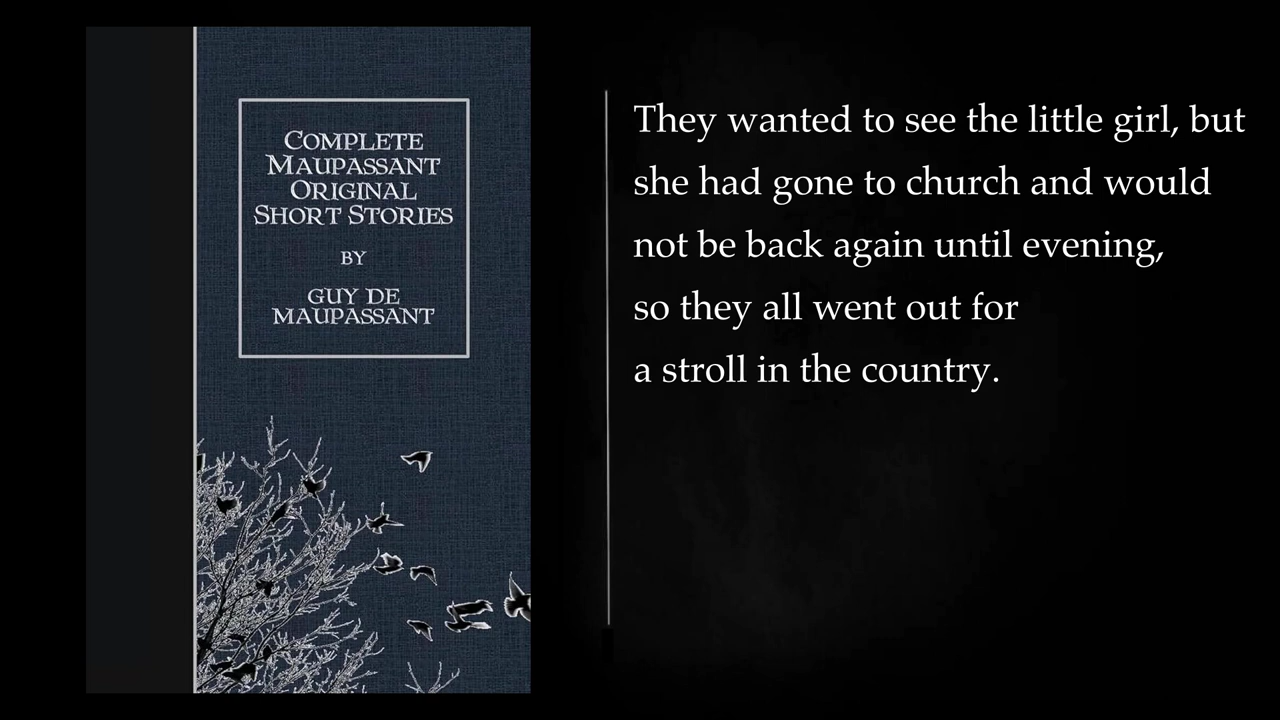 COMPLETE
MAUPASSANT
ORIGINAL
SHORT STORIES
BY
GUY DE
MAUPASSANT
They wanted to see the little girl, but
she had gone to church and would
not be back again until evening,
so they all went out for
a stroll in the country.